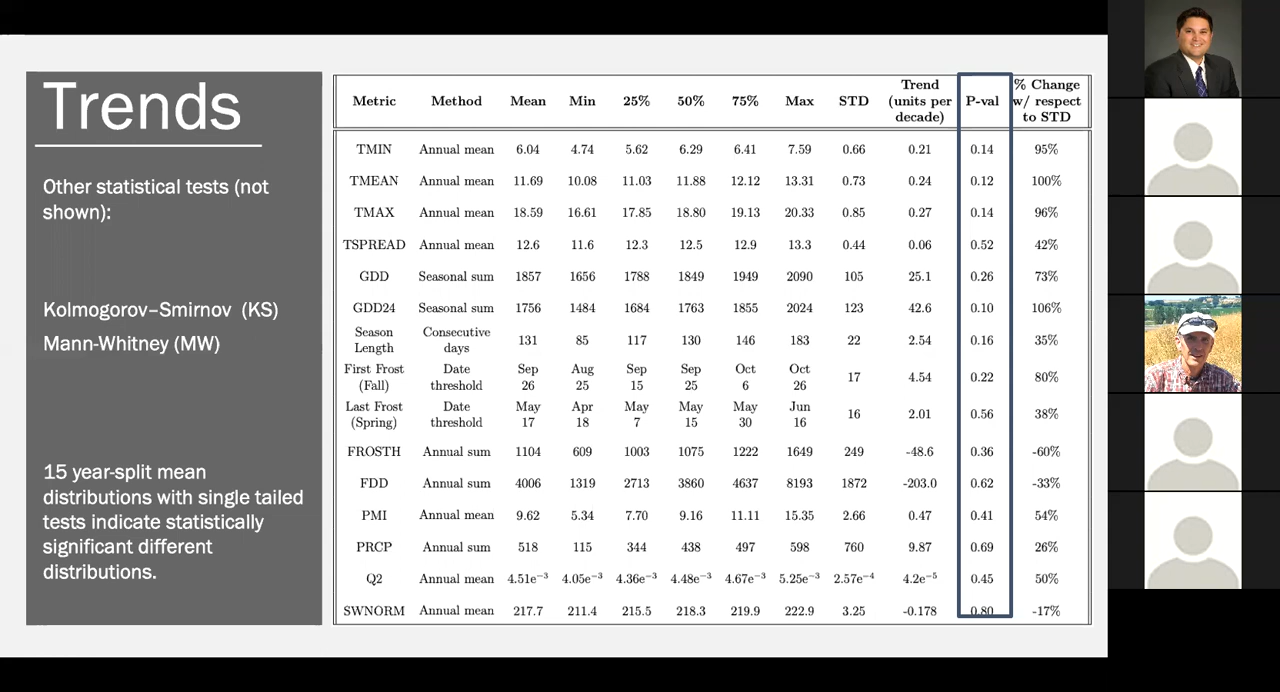 Trends
Other statistical tests (not
shown):
Kolmogorov–Smirnov (KS)
Mann-Whitney (MW)
15 year-split mean
distributions with single tailed
tests indicate statistically
significant different
distributions.
Metric Method Mean Min 25% 50% 75% Max STD Trend (units per decade) P-val % Change w/ respect to STD
TMIN Annual mean 6.04 4.74 5.62 6.29 6.41 7.59 0.66 0.21 0.14 95%
TMEAN Annual mean 11.69 10.08 11.03 11.88 12.12 13.31 0.73 0.24 0.12 100%
TMAX Annual mean 18.59 16.61 17.85 18.80 19.13 20.33 0.85 0.27 0.14 96%
TSPREAD Annual mean 12.6 11.6 12.3 12.5 12.9 13.3 0.44 0.06 0.52 42%
GDD Seasonal sum 1857 1656 1788 1849 1949 2090 105 25.1 0.26 73%
GDD24 Seasonal sum 1756 1484 1684 1763 1855 2024 123 42.6 0.10 106%
Season Length Consecutive days 131 85 117 130 146 183 22 2.54 0.16 35%
First Frost (Fall) Date threshold Sep 26 Aug 25 Sep 15 Sep 25 Oct 6 Oct 26 17 4.54 0.22 80%
Last Frost (Spring) Date threshold May 17 Apr 18 May 7 May 15 May 30 Jun 16 16 2.01 0.56 38%
FROSTH Annual sum 1104 609 1003 1075 1222 1649 249 -48.6 0.36 -60%
FDD Annual sum 4006 1319 2713 3860 4637 8193 1872 -203.0 0.62 -33%
PMI Annual mean 9.62 5.34 7.70 9.16 11.11 15.35 2.66 0.47 0.41 54%
PRCP Annual sum 518 115 344 438 497 598 760 9.87 0.69 26%
Q2 Annual mean 4.51e⁻³ 4.05e⁻³ 4.36e⁻³ 4.48e⁻³ 4.67e⁻³ 5.25e⁻³ 2.57e⁻⁴ 4.2e⁻⁵ 0.45 50%
SWNORM Annual mean 217.7 211.4 215.5 218.3 219.9 222.9 3.25 -0.178 0.80 -17%